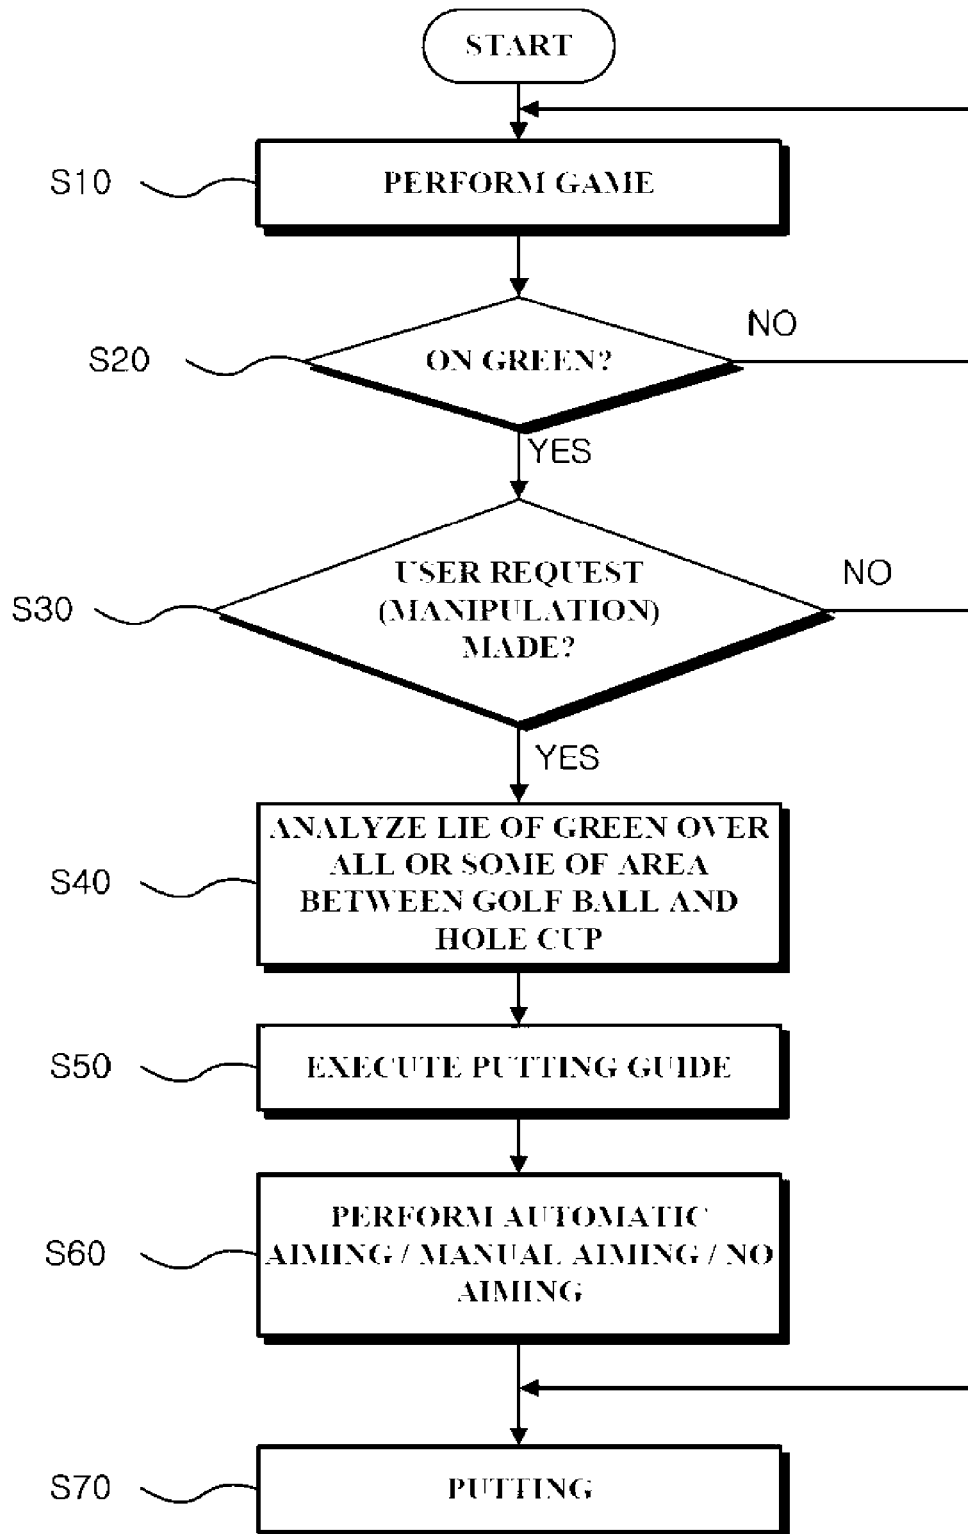 START
S10
PERFORM GAME
S20
ON GREEN?
NO
YES
S30
USER REQUEST
(MANIPULATION)
MADE?
NO
YES
S40
ANALYZE LIE OF GREEN OVER
ALL OR SOME OF AREA
BETWEEN GOLF BALL AND
HOLE CUP
S50
EXECUTE PUTTING GUIDE
S60
PERFORM AUTOMATIC
AIMING / MANUAL AIMING / NO
AIMING
S70
PUTTING